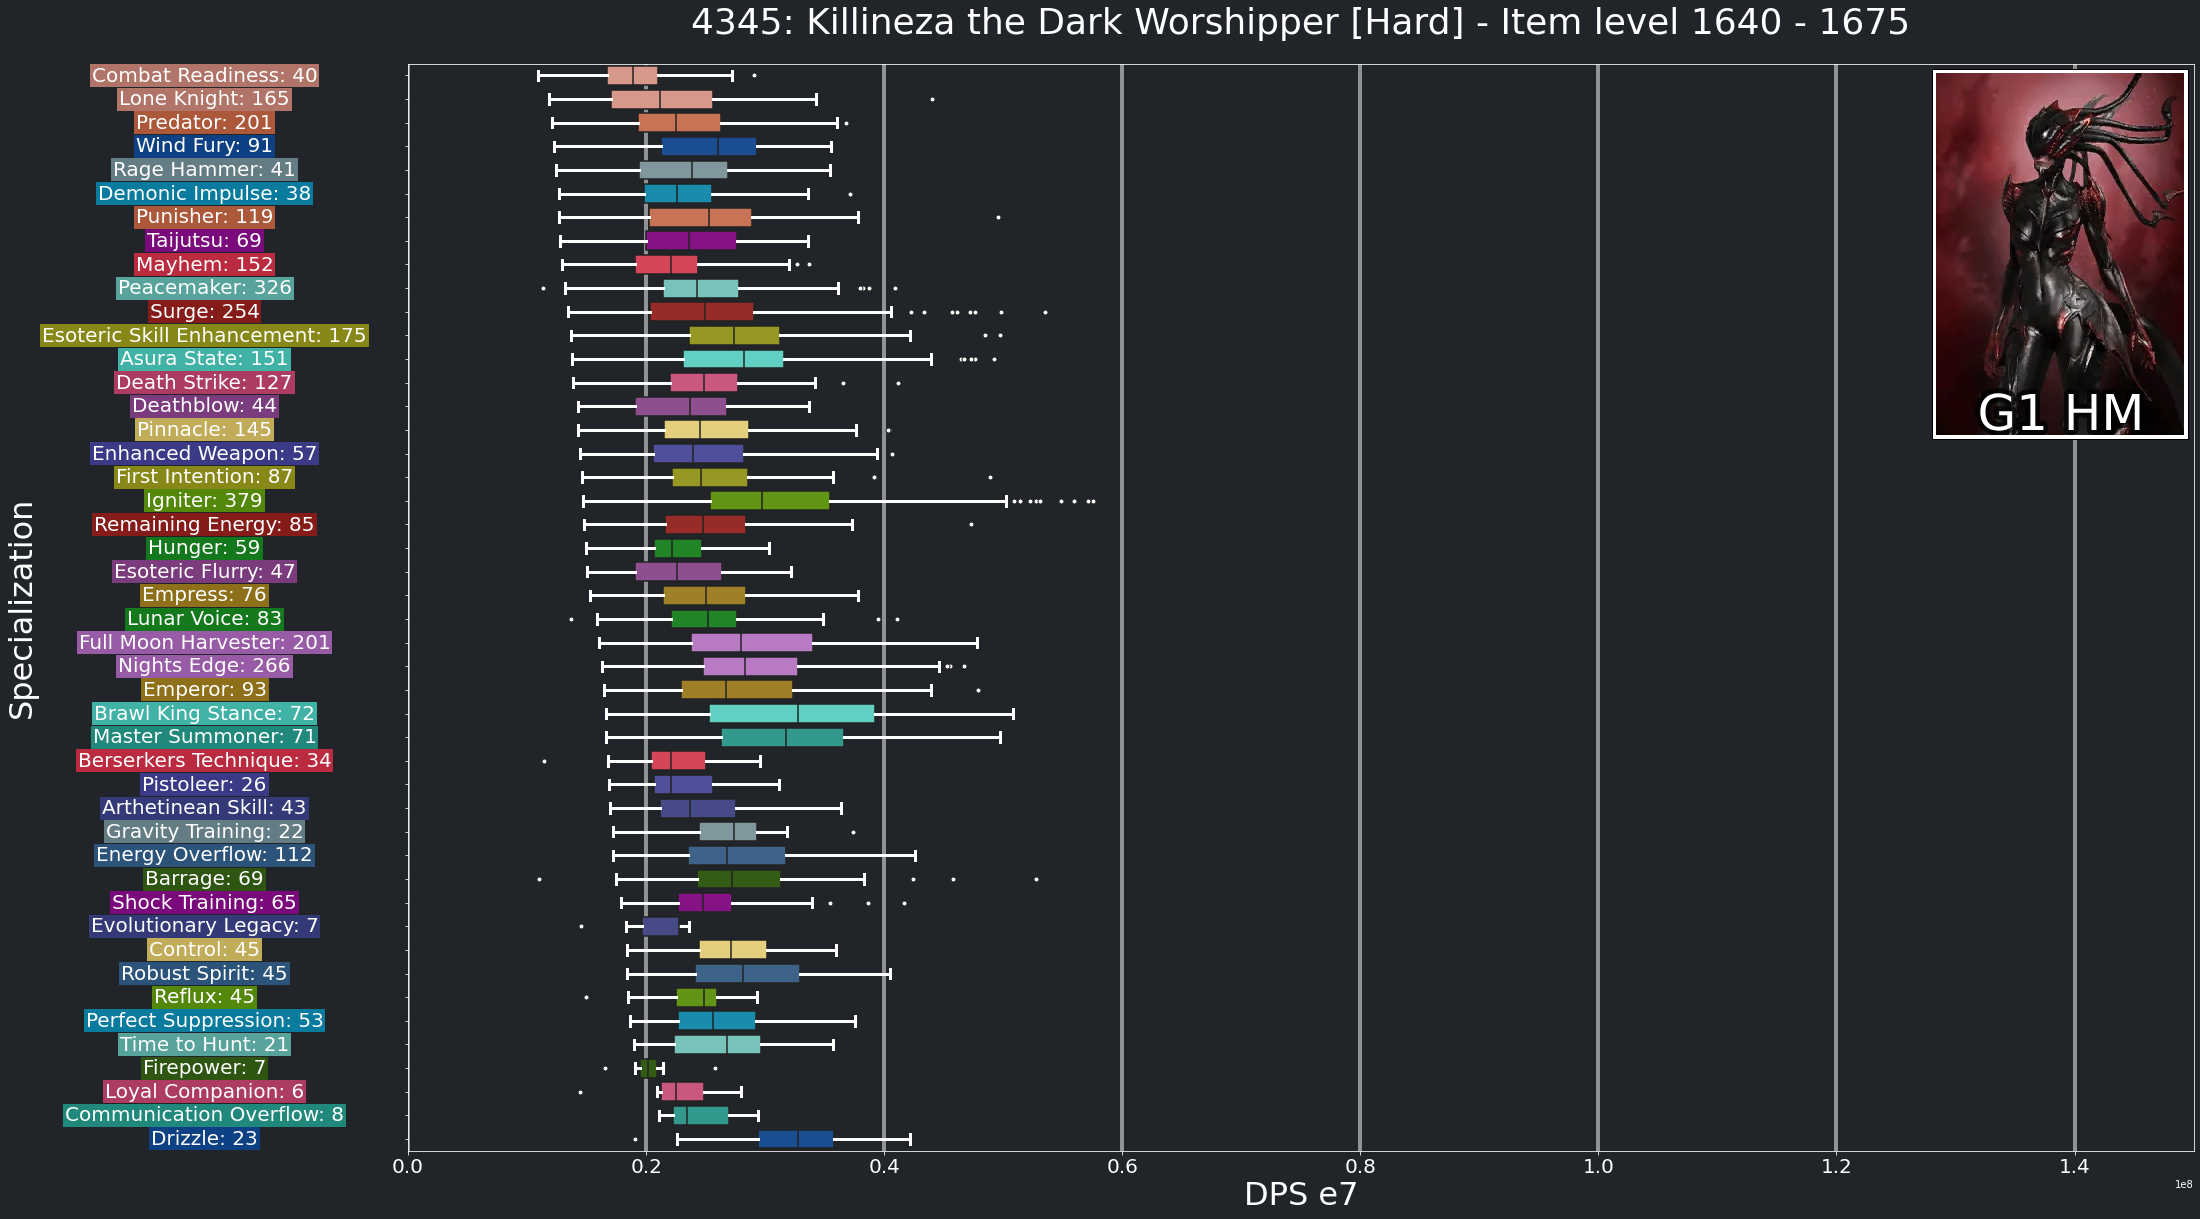 4345: Killineza the Dark Worshipper [Hard] - Item level 1640 - 1675
Combat Readiness: 40
Lone Knight: 165
Predator: 201
Wind Fury: 91
Rage Hammer: 41
Demonic Impulse: 38
Punisher: 119
Taijutsu: 69
Mayhem: 152
Peacemaker: 326
Surge: 254
Esoteric Skill Enhancement: 175
Asura State: 151
Death Strike: 127
Deathblow: 44
Pinnacle: 145
Enhanced Weapon: 57
First Intention: 87
Igniter: 379
Remaining Energy: 85
Hunger: 59
Esoteric Flurry: 47
Empress: 76
Lunar Voice: 83
Full Moon Harvester: 201
Nights Edge: 266
Emperor: 93
Brawl King Stance: 72
Master Summoner: 71
Berserkers Technique: 34
Pistoleer: 26
Arthetinean Skill: 43
Gravity Training: 22
Energy Overflow: 112
Barrage: 69
Shock Training: 65
Evolutionary Legacy: 7
Control: 45
Robust Spirit: 45
Reflux: 45
Perfect Suppression: 53
Time to Hunt: 21
Firepower: 7
Loyal Companion: 6
Communication Overflow: 8
Drizzle: 23
Specialization
G1 HM
0.0 0.2 0.4 0.6 0.8 1.0 1.2 1.4
1e8
DPS e7